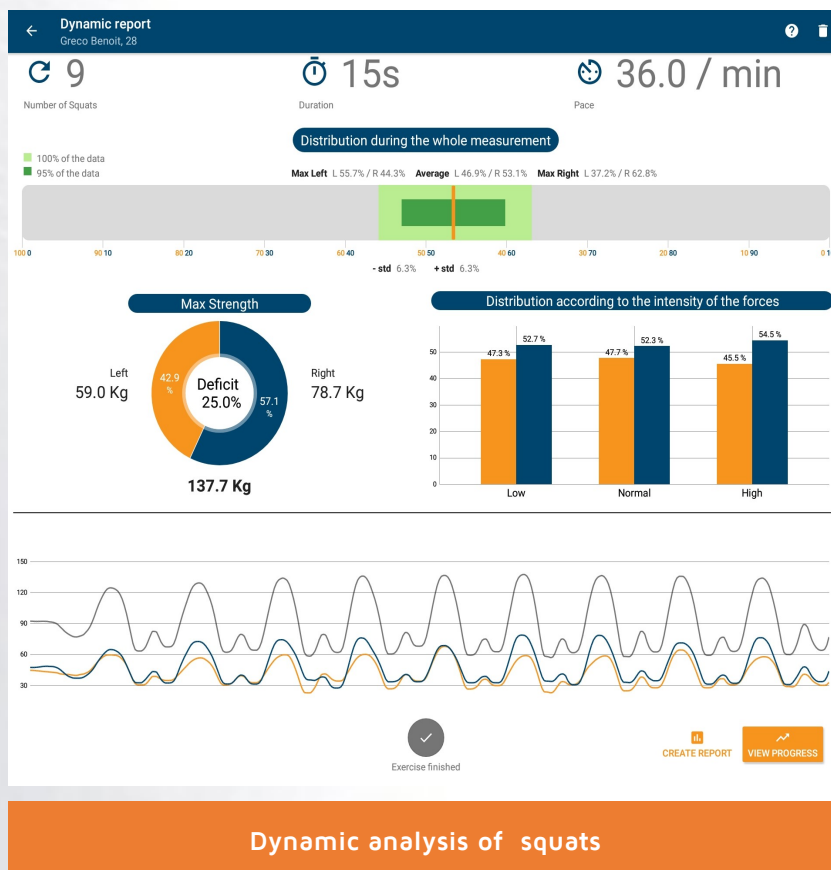 Dynamic report
Greco Benoit, 28
9
15s
36.0 / min
Number of Squats
Duration
Pace
Distribution during the whole measurement
100% of the data
95% of the data
Max Left L 55.7% / R 44.3% Average L 46.9% / R 53.1% Max Right L 37.2% / R 62.8%
100 0 90 10 80 20 70 30 60 40 50 50 40 60 30 70 20 80 10 90 0 1
- std 6.3% + std 6.3%
Max Strength
Left
59.0 Kg
42.9 %
Deficit
25.0%
57.1 %
Right
78.7 Kg
137.7 Kg
Distribution according to the intensity of the forces
50
40
30
20
10
0
47.3 % 52.7 % 47.7 % 52.3 % 45.5 % 54.5 %
Low Normal High
150
120
90
60
30
Exercise finished
CREATE REPORT
VIEW PROGRESS
Dynamic analysis of squats